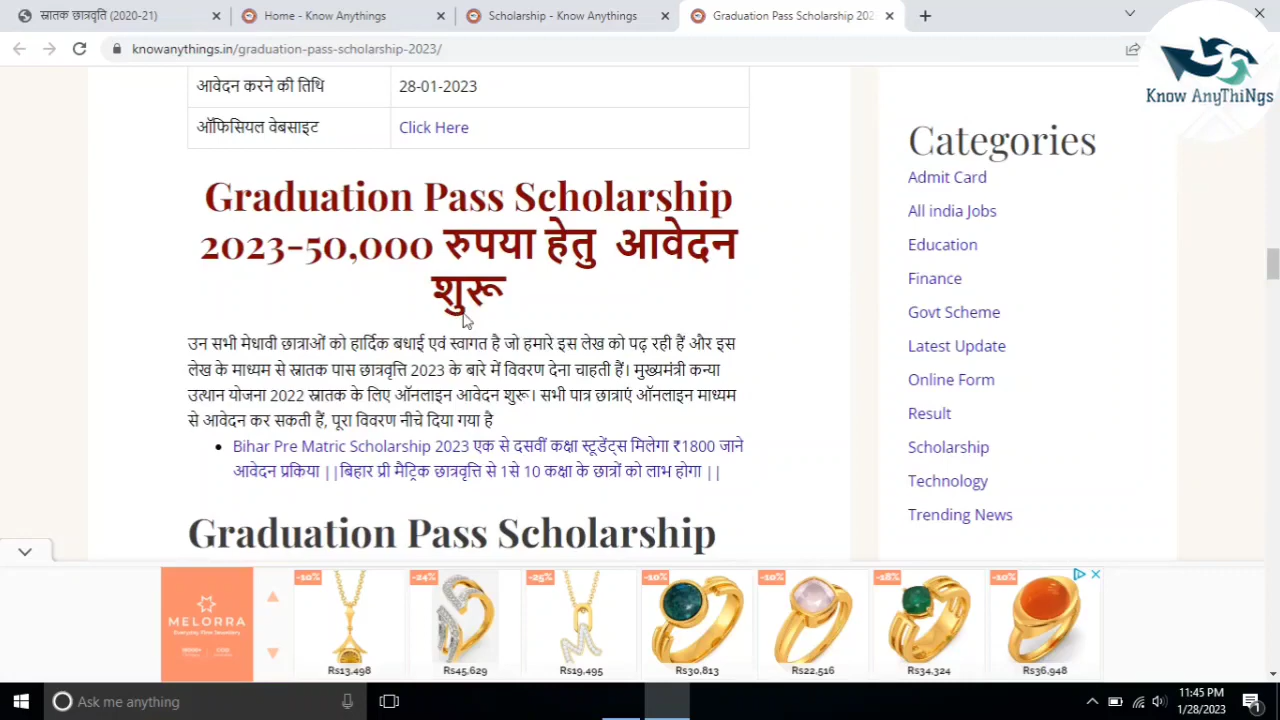 स्नातक छात्रवृति (2020-21)
Home - Know Anythings
Scholarship - Know Anythings
Graduation Pass Scholarship 202
knowanythings.in/graduation-pass-scholarship-2023/
Know AnyThiNgs
आवेदन करने की तिथि
28-01-2023
ऑफिसियल वेबसाइट
Click Here
Graduation Pass Scholarship
2023-50,000 रुपया हेतु आवेदन
शुरू
उन सभी मेधावी छात्राओं को हार्दिक बधाई एवं स्वागत है जो हमारे इस लेख को पढ़ रही हैं और इस
लेख के माध्यम से स्नातक पास छात्रवृत्ति 2023 के बारे में विवरण देना चाहती हैं। मुख्यमंत्री कन्या
उत्थान योजना 2022 स्नातक के लिए ऑनलाइन आवेदन शुरू। सभी पात्र छात्राएं ऑनलाइन माध्यम
से आवेदन कर सकती हैं, पूरा विवरण नीचे दिया गया है
Bihar Pre Matric Scholarship 2023 एक से दसवीं कक्षा स्टूडेंट्स मिलेगा ₹1800 जाने
आवेदन प्रकिया ||बिहार प्री मैट्रिक छात्रवृत्ति से 1से 10 कक्षा के छात्रों को लाभ होगा ||
Graduation Pass Scholarship
Categories
Admit Card
All india Jobs
Education
Finance
Govt Scheme
Latest Update
Online Form
Result
Scholarship
Technology
Trending News
MELORRA
Everyday Fine Jewellery
-10%
Rs13,498
-24%
Rs45,629
-25%
Rs19,495
-10%
Rs30,813
-10%
Rs22,516
-18%
Rs34,324
-10%
Rs36,948
Ask me anything
11:45 PM
1/28/2023
1